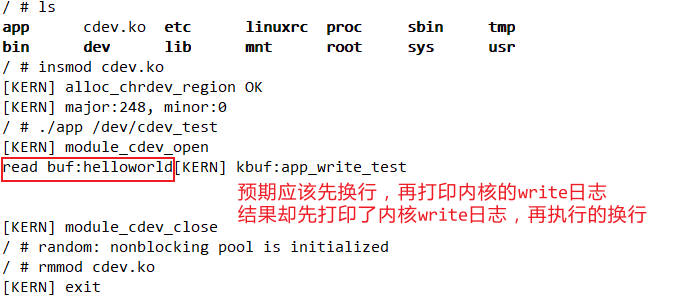 / # ls
app cdev.ko etc linuxrc proc sbin tmp
bin dev lib mnt root sys usr
/ # insmod cdev.ko
[KERN] alloc_chrdev_region OK
[KERN] major:248, minor:0
/ # ./app /dev/cdev_test
[KERN] module_cdev_open
read buf:helloworld[KERN] kbuf:app_write_test
预期应该先换行，再打印内核的write日志
结果却先打印了内核write日志，再执行的换行
[KERN] module_cdev_close
/ # random: nonblocking pool is initialized
/ # rmmod cdev.ko
[KERN] exit